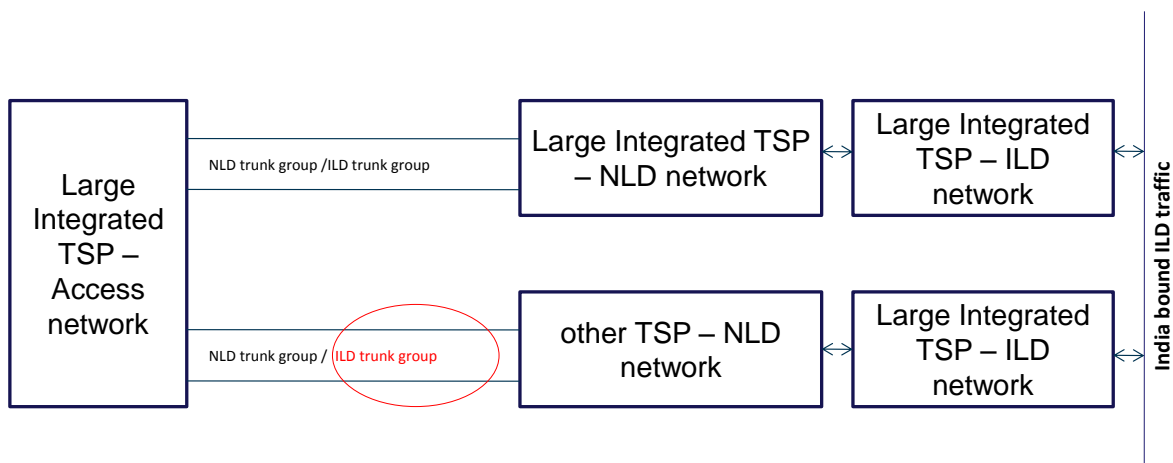 Large
Integrated
TSP –
Access
network
NLD trunk group /ILD trunk group
Large Integrated TSP
– NLD network
Large Integrated
TSP – ILD
network
NLD trunk group / ILD trunk group
other TSP – NLD
network
Large Integrated
TSP – ILD
network
India bound ILD traffic